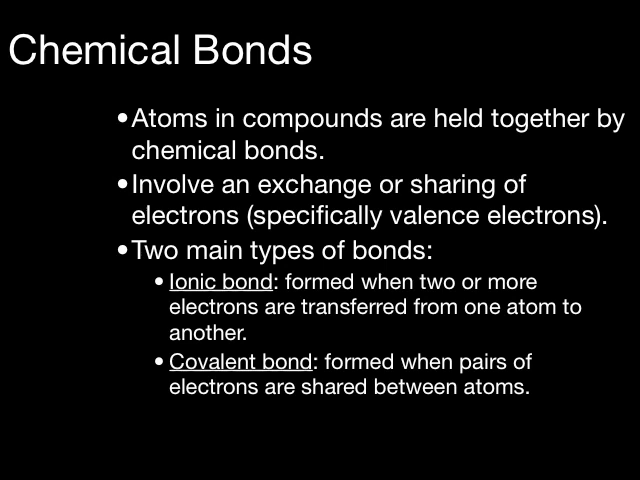 Chemical Bonds
•Atoms in compounds are held together by
chemical bonds.
•Involve an exchange or sharing of
electrons (specifically valence electrons).
•Two main types of bonds:
•Ionic bond: formed when two or more
electrons are transferred from one atom to
another.
•Covalent bond: formed when pairs of
electrons are shared between atoms.